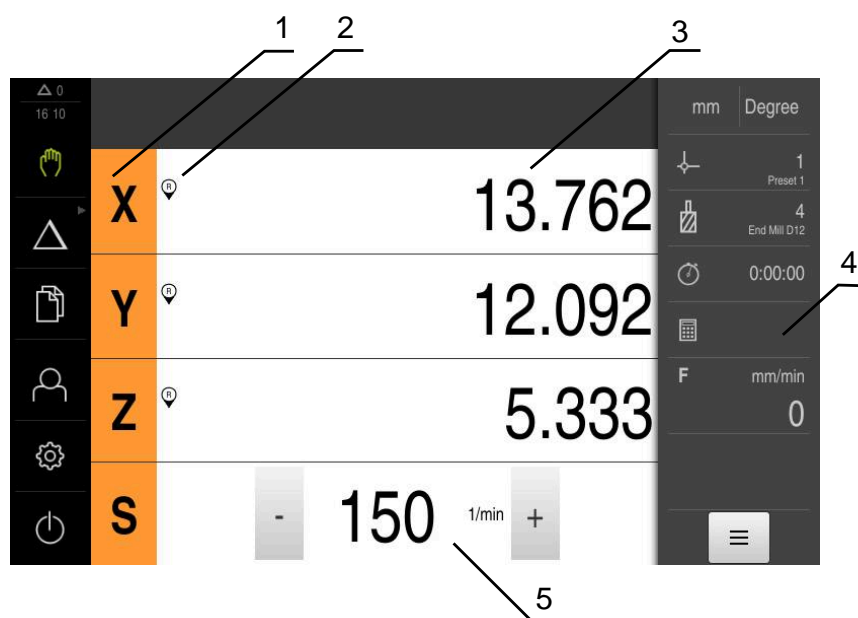 1 2 3
0
16 10
mm Degree
X R 13.762
1
Preset 1
4
End Mill D12
4
Y R 12.092
0:00:00
Z R 5.333
F mm/min
0
S - 150 1/min +
5